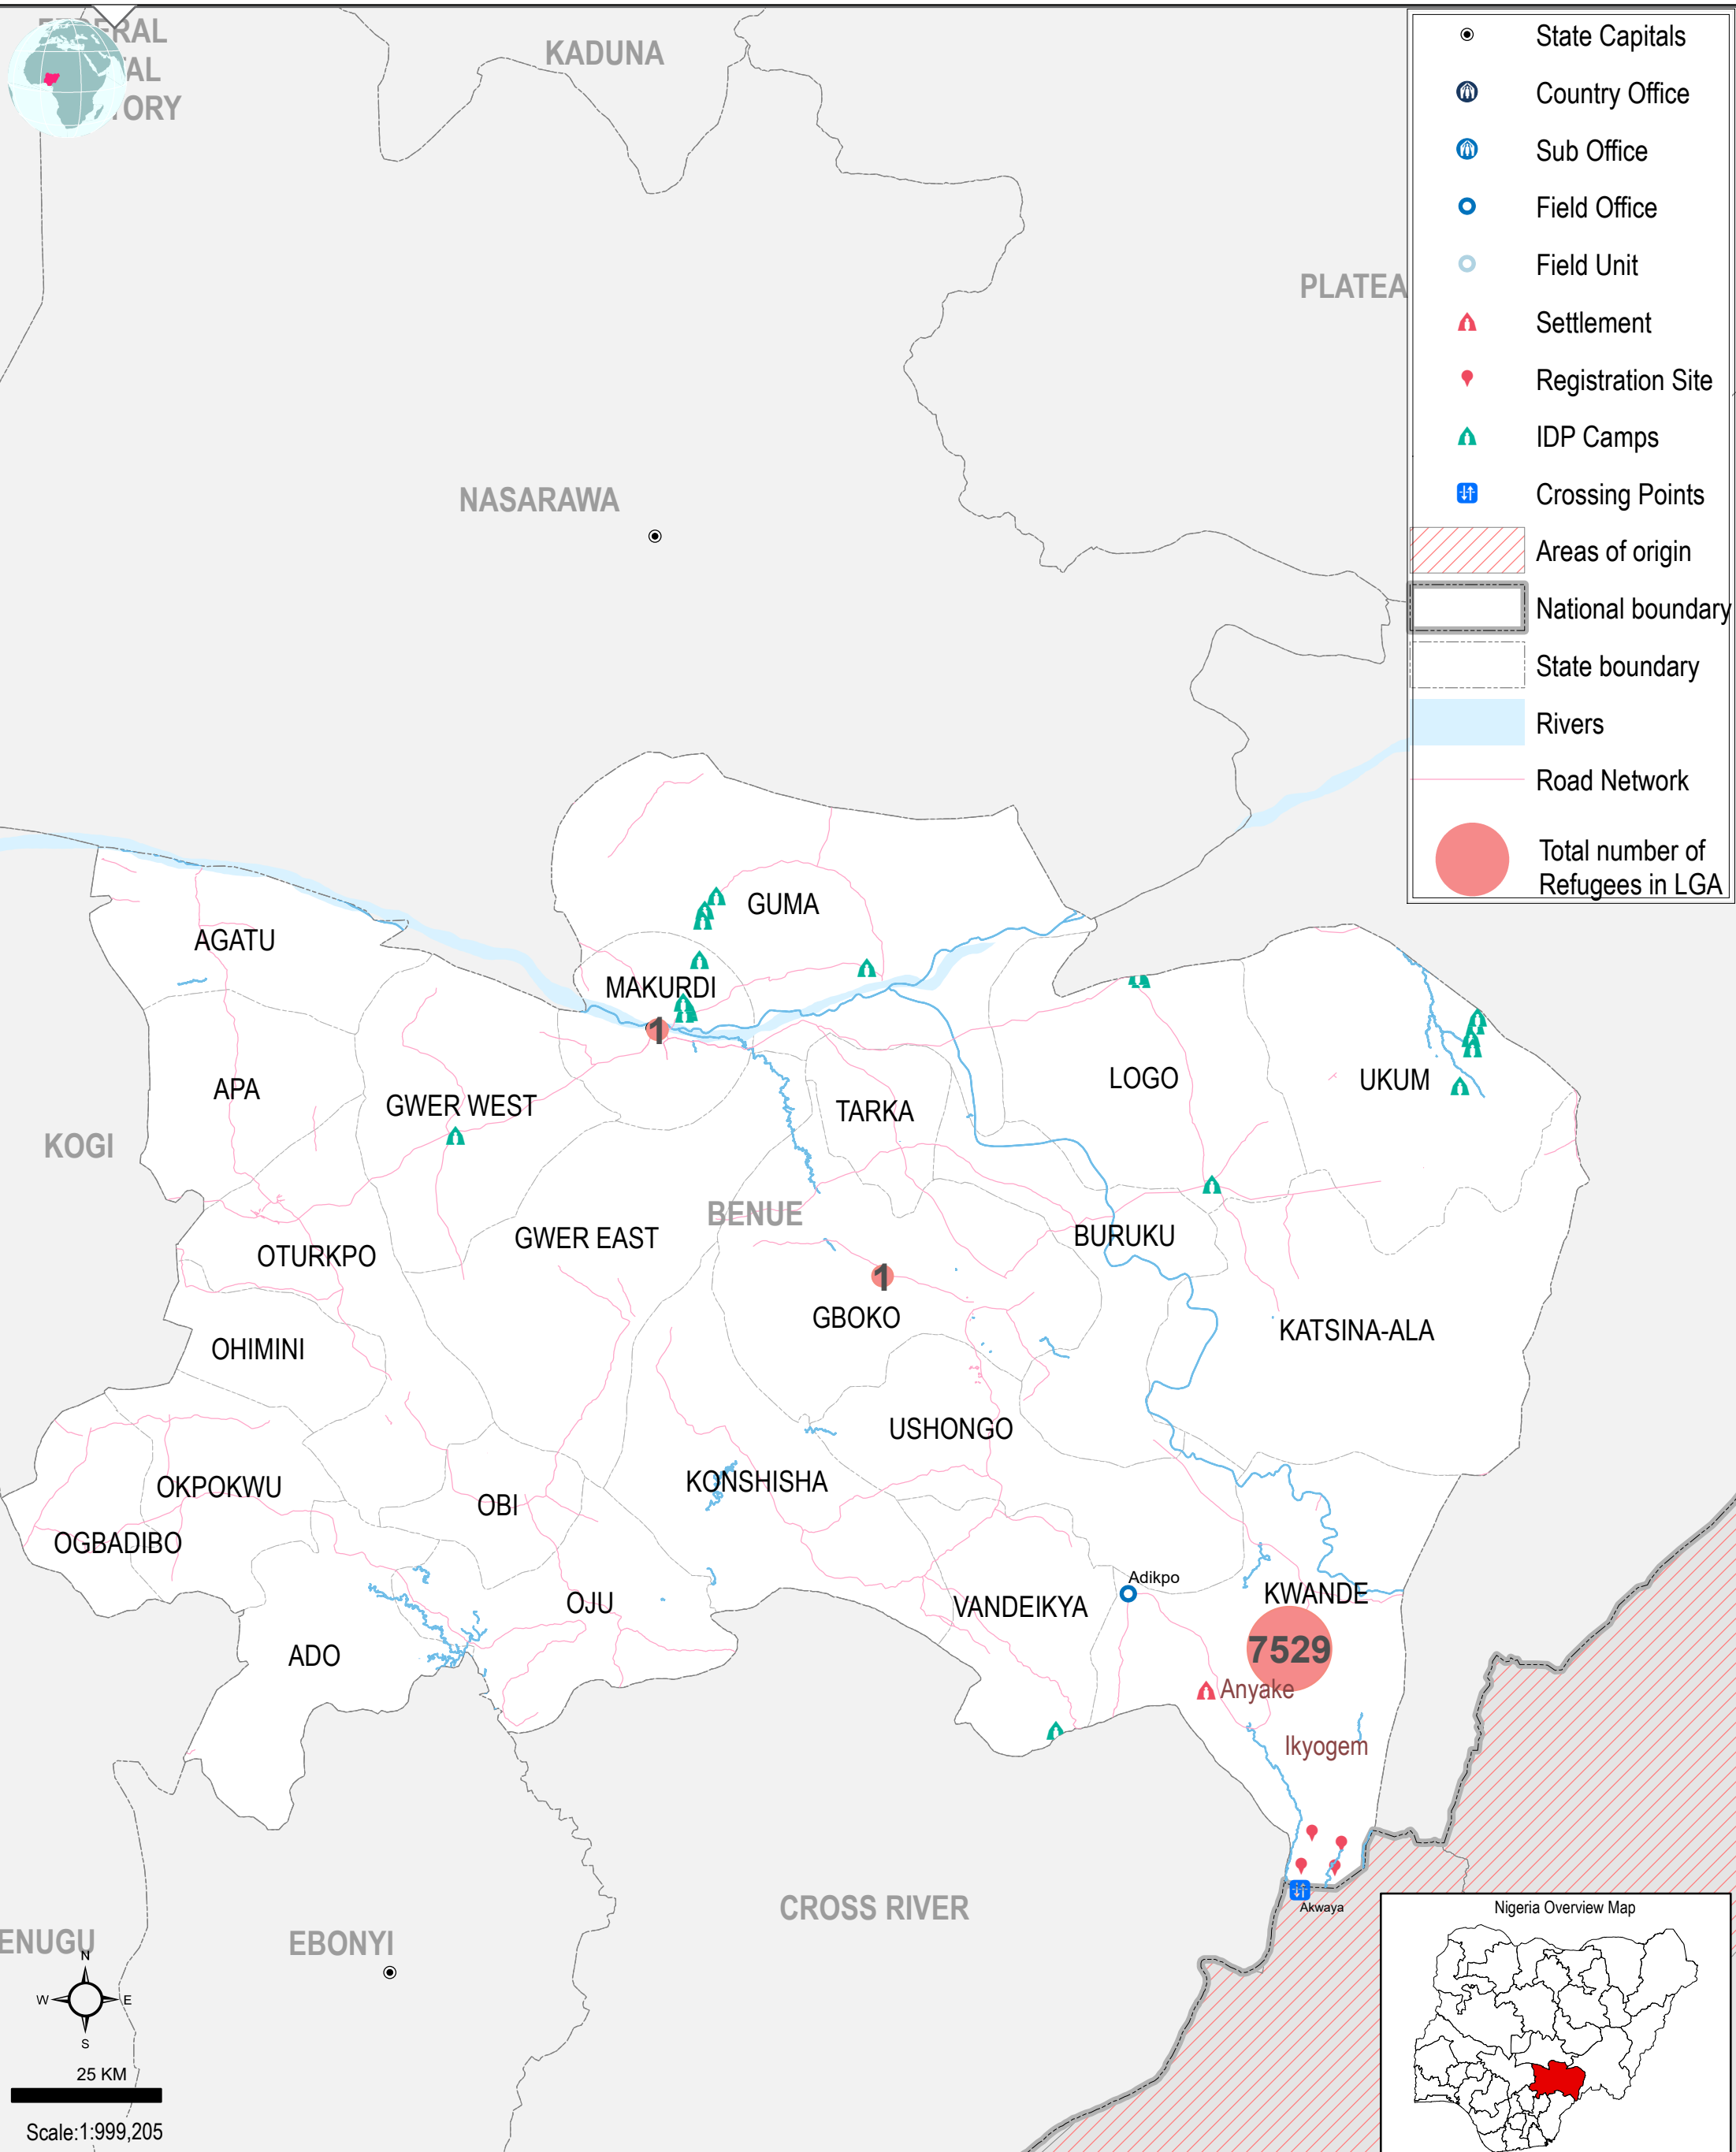 FEDERAL
TAL
TORY
KADUNA
PLATEA
NASARAWA
State Capitals
Country Office
Sub Office
Field Office
Field Unit
Settlement
Registration Site
IDP Camps
Crossing Points
Areas of origin
National boundary
State boundary
Rivers
Road Network
Total number of
Refugees in LGA
GUMA
AGATU
MAKURDI
1
LOGO
UKUM
APA
GWER WEST
TARKA
KOGI
BENUE
GWER EAST
BURUKU
OTURKPO
1
GBOKO
KATSINA-ALA
OHIMINI
USHONGO
OKPOKWU
KONSHISHA
OBI
OGBADIBO
Adikpo
KWANDE
OJU
VANDEIKYA
ADO
7529
Anyake
Ikyogem
CROSS RIVER
Akwaya
ENUGU
EBONYI
N
W E
S
25 KM
Scale:1:999,205
Nigeria Overview Map